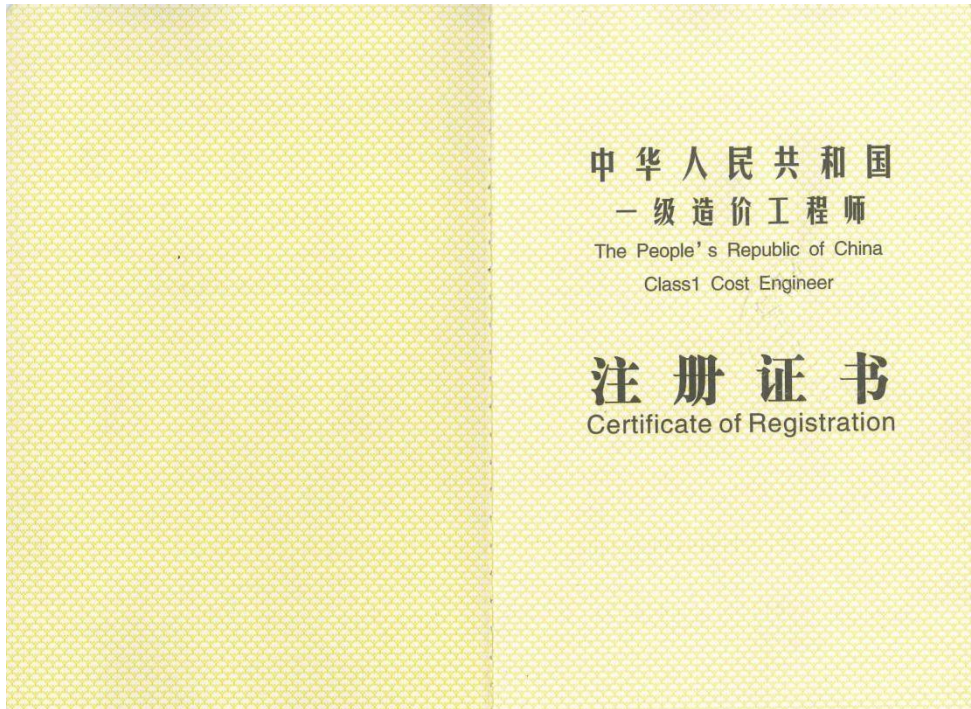 中华人民共和国
一级造价工程师
The People's Republic of China
Class1 Cost Engineer
注册证书
Certificate of Registration